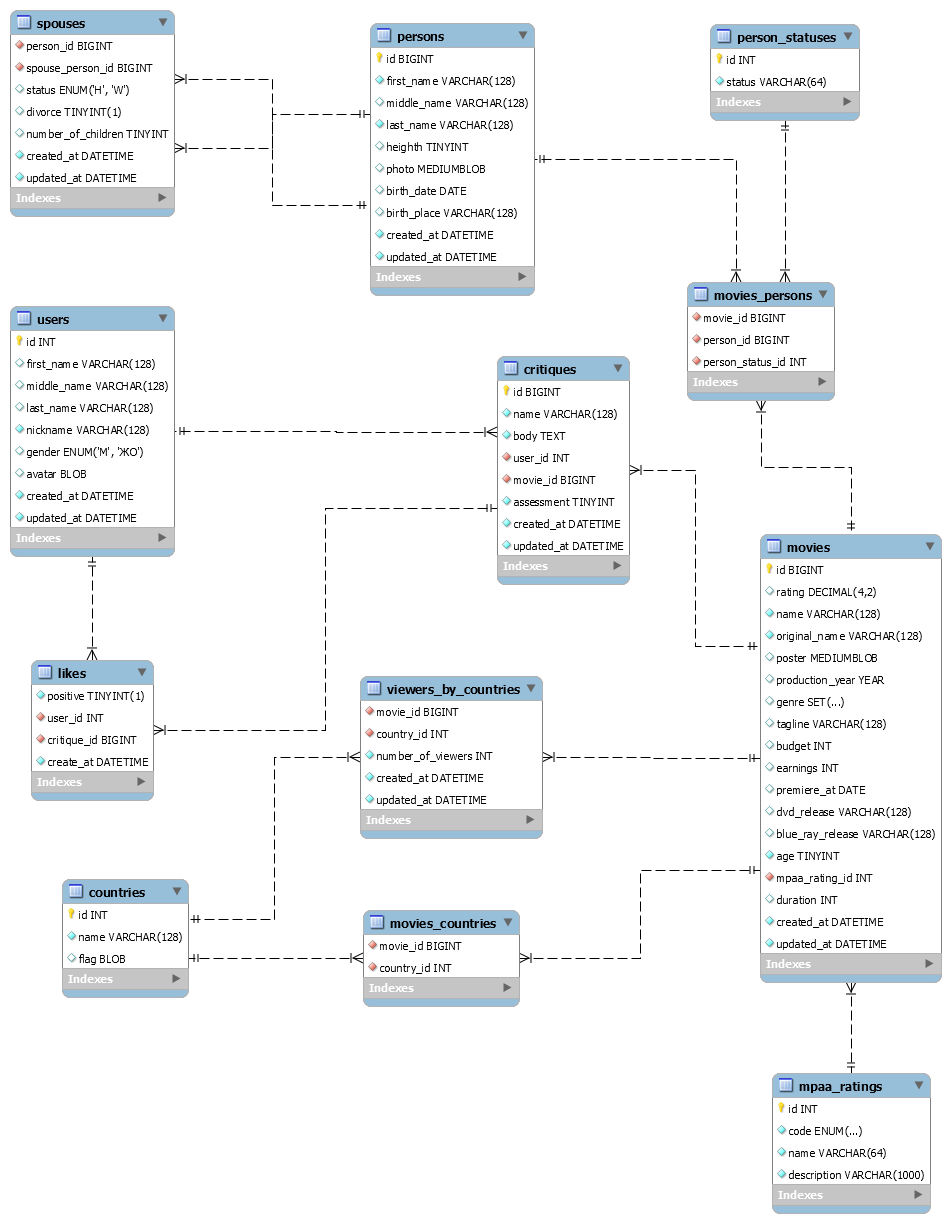 spouses
person_id BIGINT
spouse_person_id BIGINT
status ENUM('H', 'W')
divorce TINYINT(1)
number_of_children TINYINT
created_at DATETIME
updated_at DATETIME
Indexes
persons
id BIGINT
first_name VARCHAR(128)
middle_name VARCHAR(128)
last_name VARCHAR(128)
heighth TINYINT
photo MEDIUMBLOB
birth_date DATE
birth_place VARCHAR(128)
created_at DATETIME
updated_at DATETIME
Indexes
person_statuses
id INT
status VARCHAR(64)
Indexes
movies_persons
movie_id BIGINT
person_id BIGINT
person_status_id INT
Indexes
users
id INT
first_name VARCHAR(128)
middle_name VARCHAR(128)
last_name VARCHAR(128)
nickname VARCHAR(128)
gender ENUM('М', 'ЖО')
avatar BLOB
created_at DATETIME
updated_at DATETIME
Indexes
critiques
id BIGINT
name VARCHAR(128)
body TEXT
user_id INT
movie_id BIGINT
assessment TINYINT
created_at DATETIME
updated_at DATETIME
Indexes
movies
id BIGINT
rating DECIMAL(4,2)
name VARCHAR(128)
original_name VARCHAR(128)
poster MEDIUMBLOB
production_year YEAR
genre SET(...)
tagline VARCHAR(128)
budget INT
earnings INT
premiere_at DATE
dvd_release VARCHAR(128)
blue_ray_release VARCHAR(128)
age TINYINT
mpaa_rating_id INT
duration INT
created_at DATETIME
updated_at DATETIME
Indexes
likes
positive TINYINT(1)
user_id INT
critique_id BIGINT
create_at DATETIME
Indexes
viewers_by_countries
movie_id BIGINT
country_id INT
number_of_viewers INT
created_at DATETIME
updated_at DATETIME
Indexes
countries
id INT
name VARCHAR(128)
flag BLOB
Indexes
movies_countries
movie_id BIGINT
country_id INT
Indexes
mpaa_ratings
id INT
code ENUM(...)
name VARCHAR(64)
description VARCHAR(1000)
Indexes